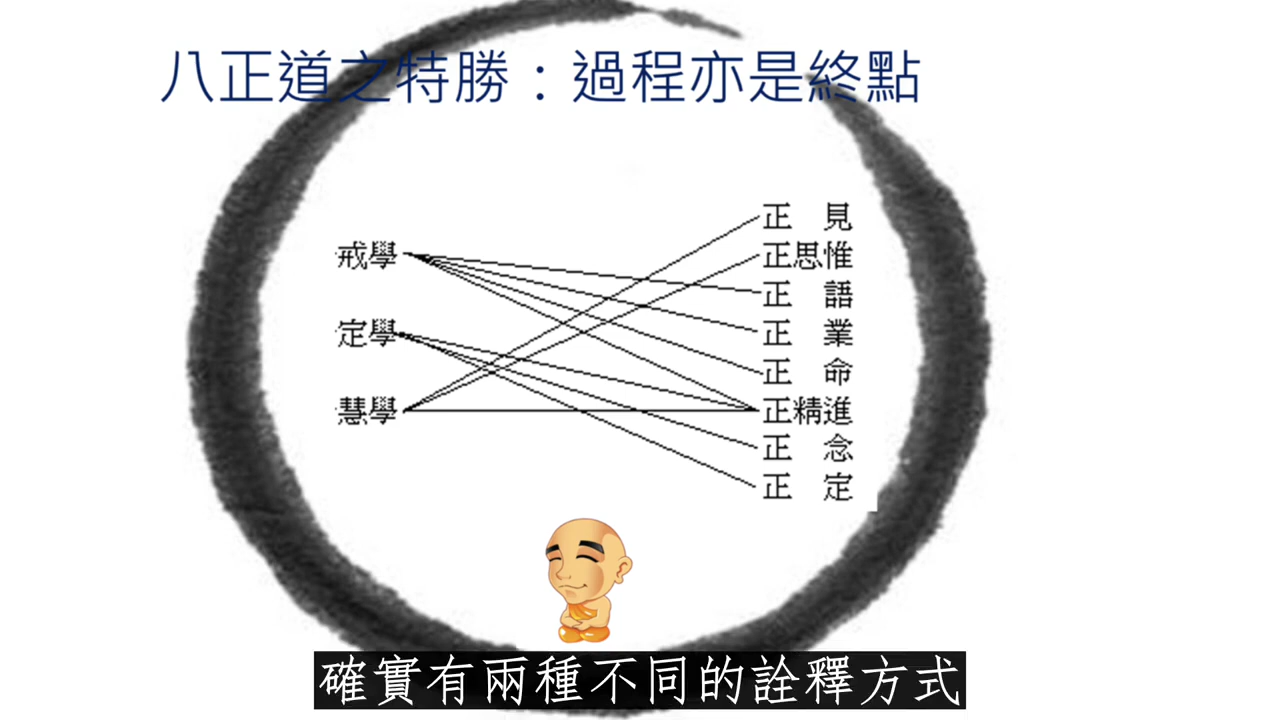 八正道之特勝：過程亦是終點
正　見
戒學 正思惟
正　語
定學 正　業
正　命
慧學 正精進
正　念
正　定
確實有兩種不同的詮釋方式